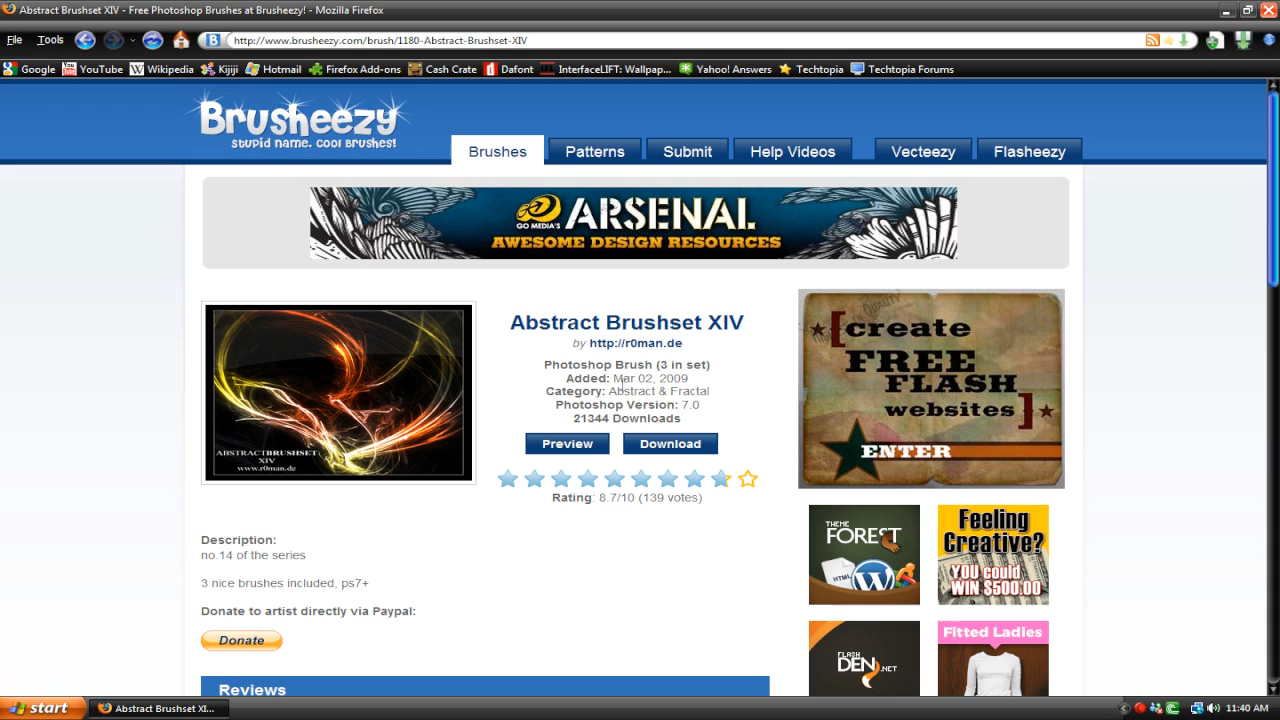 Abstract Brushset XIV - Free Photoshop Brushes at Brusheezy! - Mozilla Firefox
File Tools
http://www.brusheezy.com/brush/1180-Abstract-Brushset-XIV
Google YouTube Wikipedia Kijiji Hotmail Firefox Add-ons Cash Crate Dafont InterfaceLIFT: Wallpap... Yahoo! Answers Techtopia Techtopia Forums
Brusheezy
stupid name. cool brushes!
Brushes Patterns Submit Help Videos Vecteezy Flasheezy
GO MEDIA'S
ARSENAL
AWESOME DESIGN RESOURCES
ABSTRACTBRUSHSET
XIV
www.r0man.de
Abstract Brushset XIV
by http://r0man.de
Photoshop Brush (3 in set)
Added: Mar 02, 2009
Category: Abstract & Fractal
Photoshop Version: 7.0
21344 Downloads
Preview Download
Rating: 8.7/10 (139 votes)
[create
FREE
FLASH
websites]
ENTER
THEME
FOREST
HTML
Feeling
Creative?
YOU could
WIN $500.00
Description:
no.14 of the series
3 nice brushes included, ps7+
Donate to artist directly via Paypal:
Donate
FLASH
DEN.NET
Fitted Ladies
Reviews
start
Abstract Brushset XI...
11:40 AM